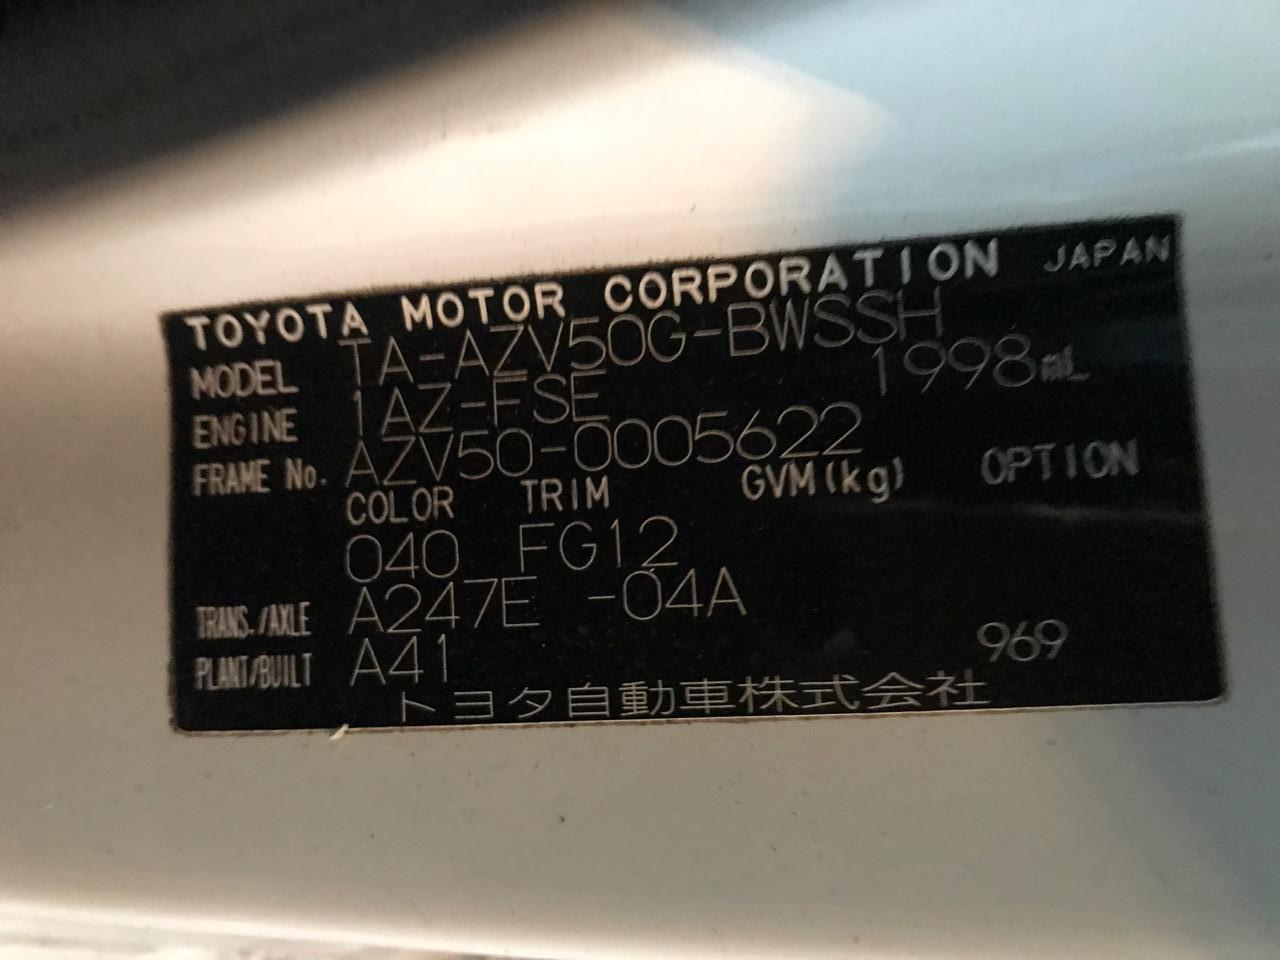 TOYOTA MOTOR CORPORATION JAPAN
MODEL TA-AZV50G-BWSSH
ENGINE 1AZ-FSE 1998mL
FRAME No. AZV50-0005622
COLOR TRIM GVM(kg) OPTION
040 FG12
TRANS./AXLE A247E -04A
PLANT/BUILT A41 969
トヨタ自動車株式会社